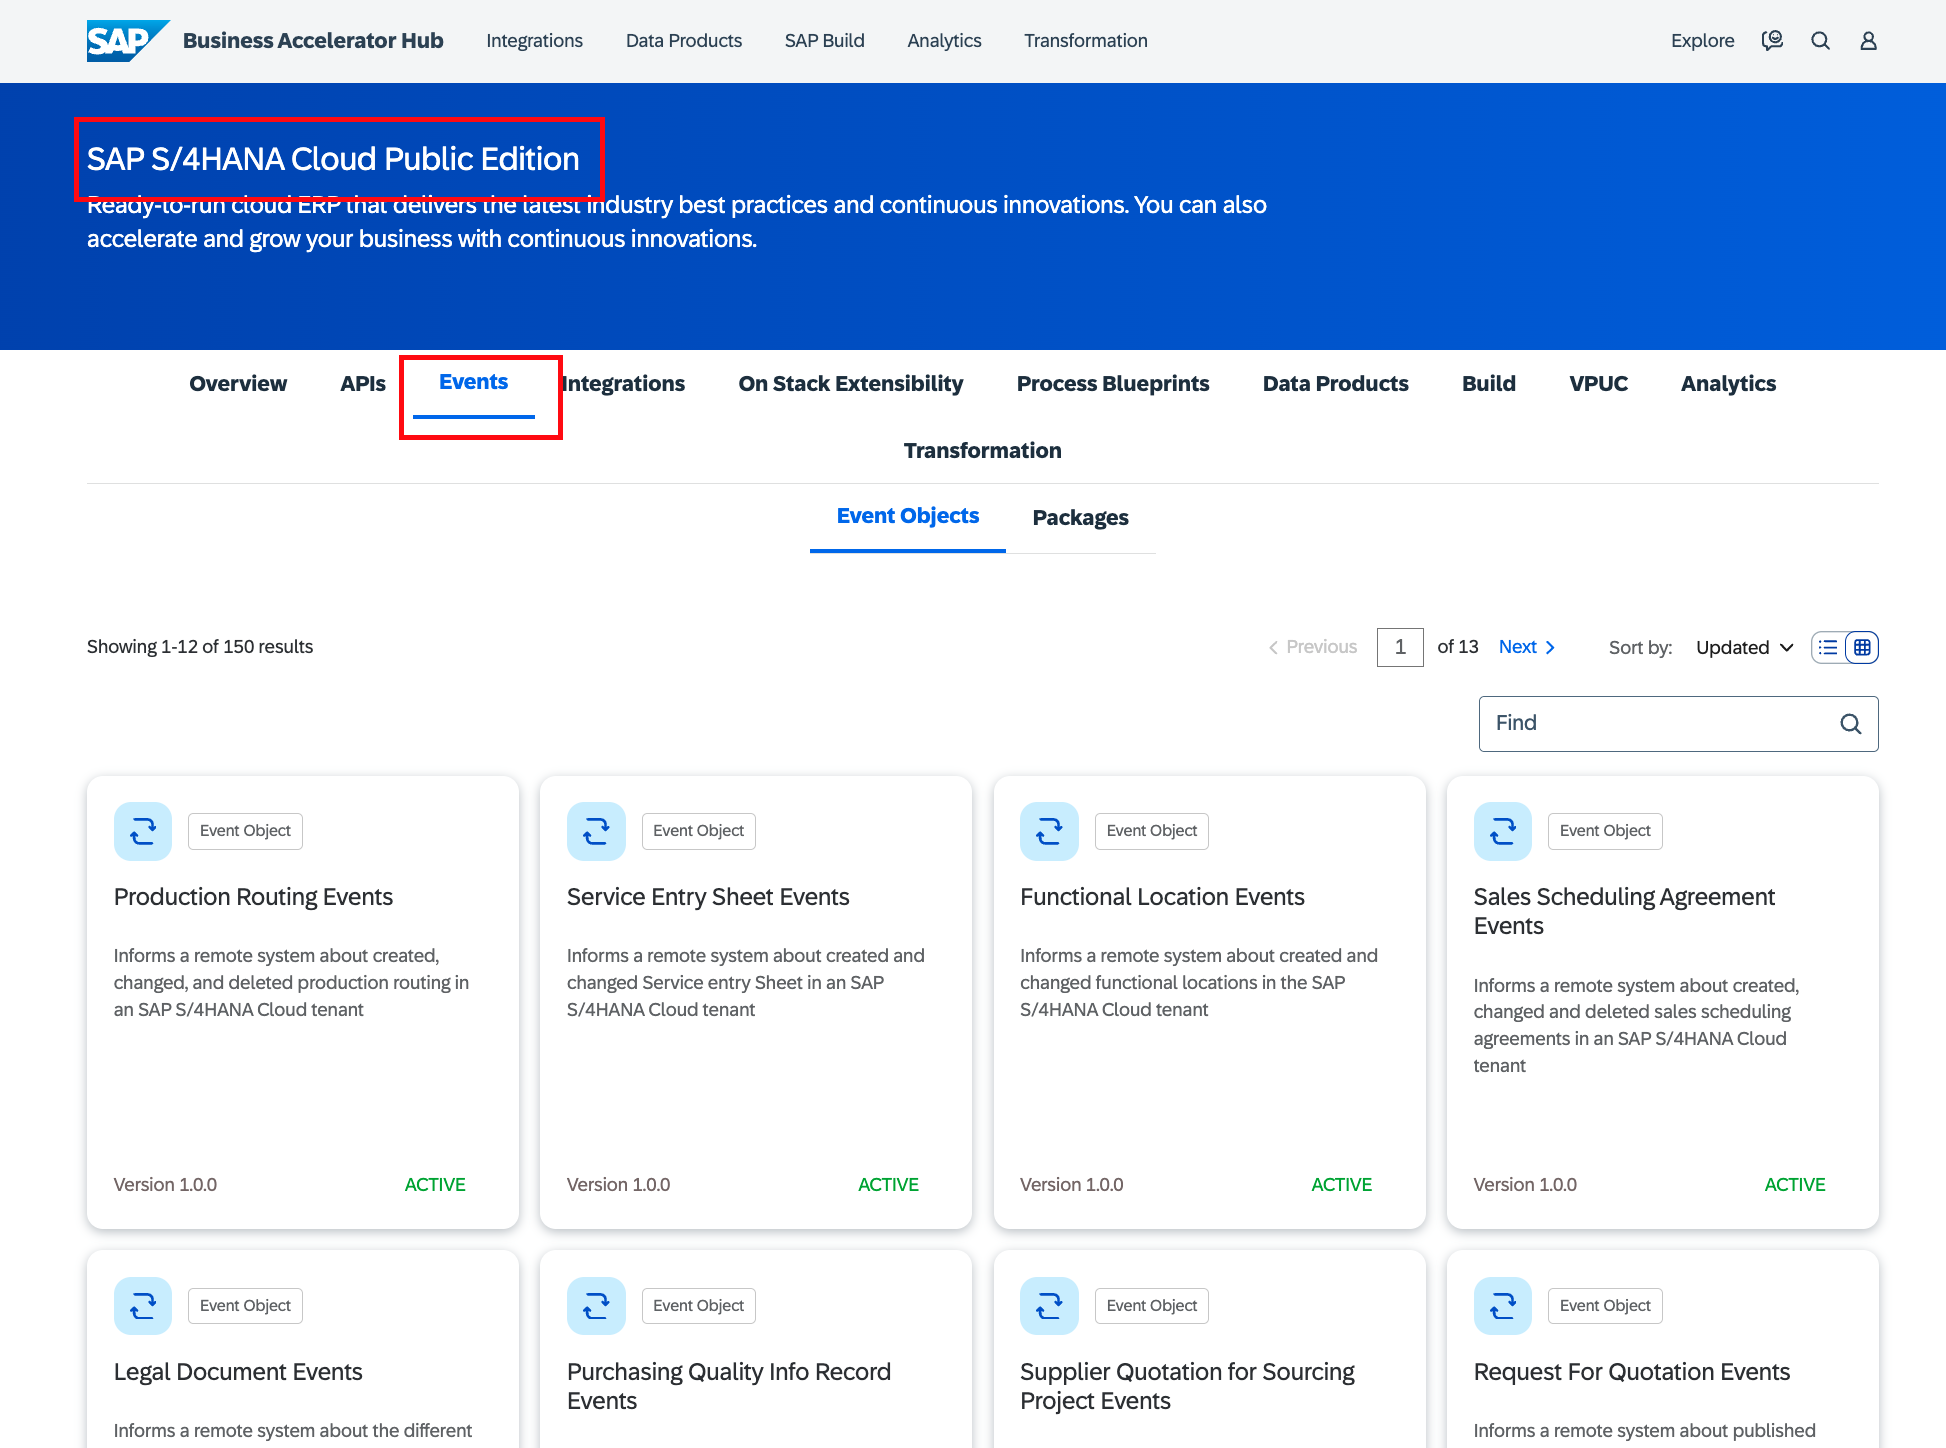 SAP Business Accelerator Hub Integrations Data Products SAP Build Analytics Transformation Explore
SAP S/4HANA Cloud Public Edition
Ready-to-run cloud ERP that delivers the latest industry best practices and continuous innovations. You can also
accelerate and grow your business with continuous innovations.
Overview APIs Events Integrations On Stack Extensibility Process Blueprints Data Products Build VPUC Analytics
Transformation
Event Objects Packages
Showing 1-12 of 150 results Previous 1 of 13 Next Sort by: Updated
Find
Event Object
Production Routing Events
Informs a remote system about created,
changed, and deleted production routing in
an SAP S/4HANA Cloud tenant
Version 1.0.0 ACTIVE
Event Object
Service Entry Sheet Events
Informs a remote system about created and
changed Service entry Sheet in an SAP
S/4HANA Cloud tenant
Version 1.0.0 ACTIVE
Event Object
Functional Location Events
Informs a remote system about created and
changed functional locations in the SAP
S/4HANA Cloud tenant
Version 1.0.0 ACTIVE
Event Object
Sales Scheduling Agreement
Events
Informs a remote system about created,
changed and deleted sales scheduling
agreements in an SAP S/4HANA Cloud
tenant
Version 1.0.0 ACTIVE
Event Object
Legal Document Events
Informs a remote system about the different
Event Object
Purchasing Quality Info Record
Events
Event Object
Supplier Quotation for Sourcing
Project Events
Event Object
Request For Quotation Events
Informs a remote system about published